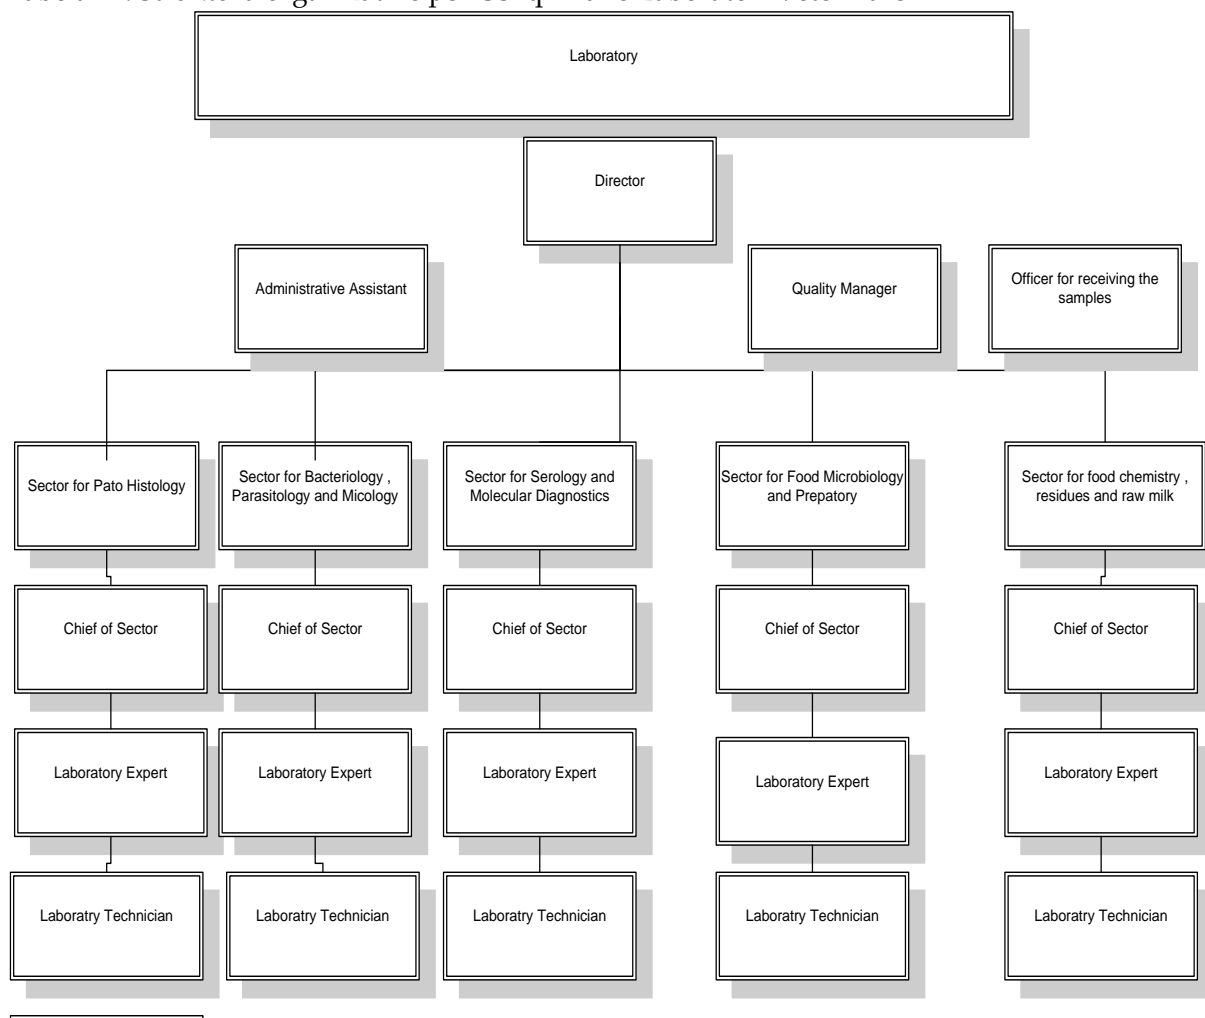 Laboratory
Director
Administrative Assistant
Quality Manager
Officer for receiving the
samples
Sector for Pato Histology
Sector for Bacteriology ,
Parasitology and Micology
Sector for Serology and
Molecular Diagnostics
Sector for Food Microbiology
and Prepatory
Sector for food chemistry ,
residues and raw milk
Chief of Sector
Chief of Sector
Chief of Sector
Chief of Sector
Chief of Sector
Laboratory Expert
Laboratory Expert
Laboratory Expert
Laboratory Expert
Laboratory Expert
Laboratry Technician
Laboratry Technician
Laboratry Technician
Laboratry Technician
Laboratry Technician